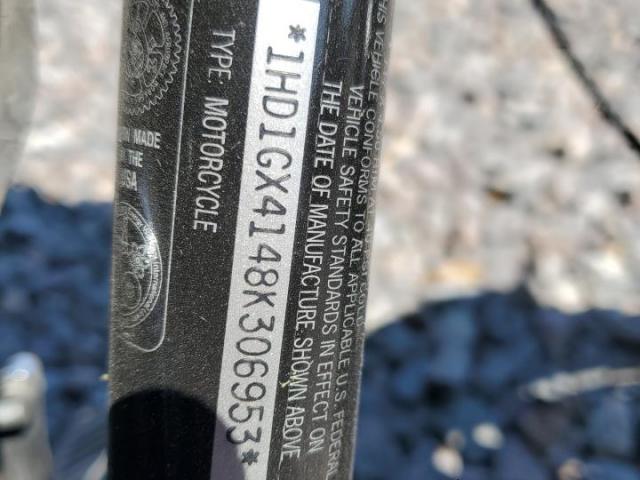 VEHICLE CONFORMS TO ALL APPLICABLE U.S. FEDERAL
VEHICLE SAFETY STANDARDS IN EFFECT ON
THE DATE OF MANUFACTURE SHOWN ABOVE
*1HD1GX4148K306953*
TYPE: MOTORCYCLE
MADE
THE
USA